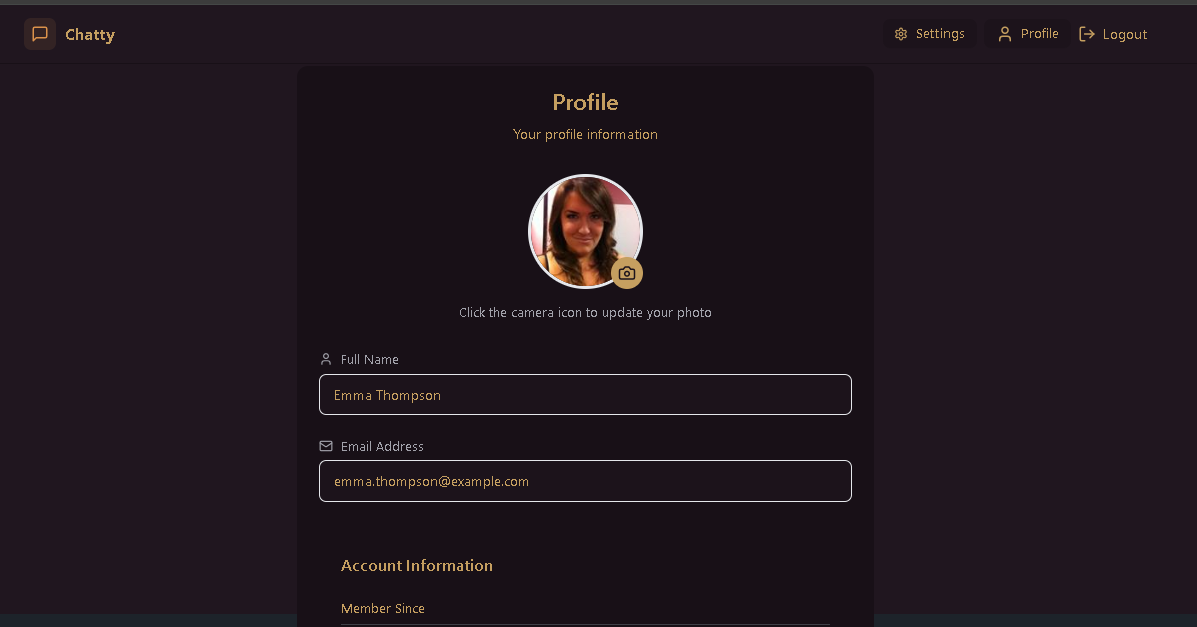 Chatty
Settings
Profile
Logout
Profile
Your profile information
Click the camera icon to update your photo
Full Name
Emma Thompson
Email Address
emma.thompson@example.com
Account Information
Member Since